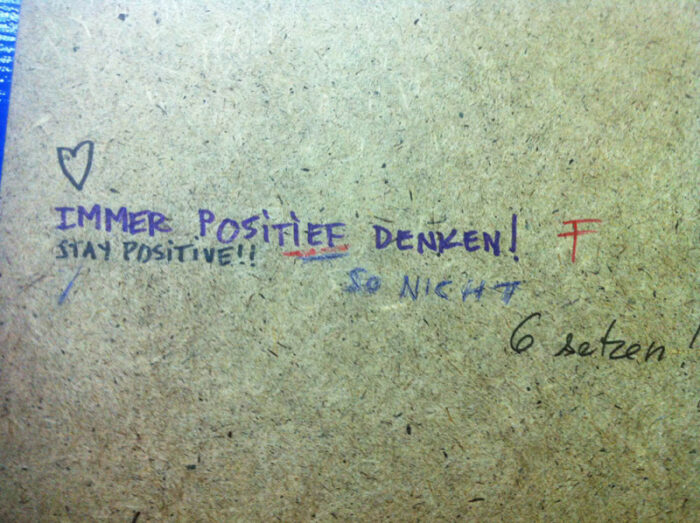 IMMER POSITIEF DENKEN! F
STAY POSITIVE!!
SO NICHT
6 setzen!